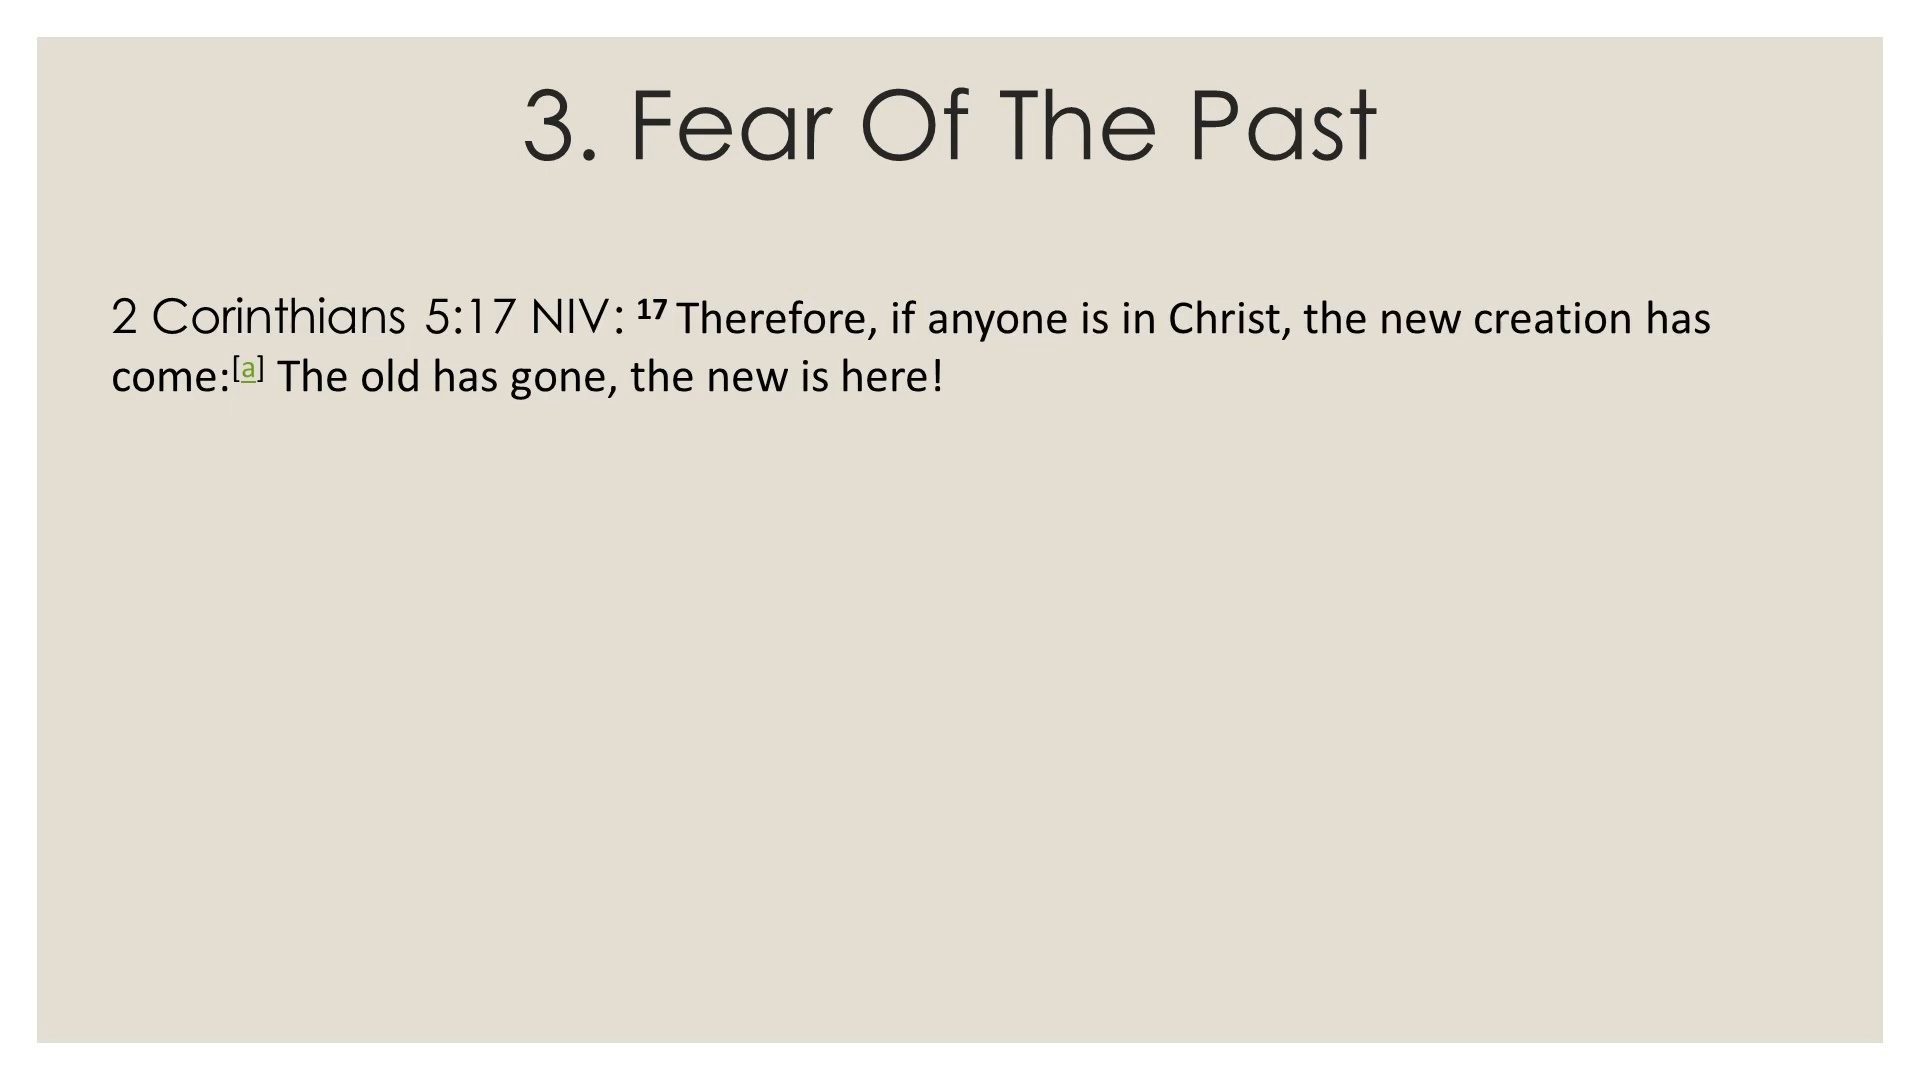 3. Fear Of The Past
2 Corinthians 5:17 NIV: 17 Therefore, if anyone is in Christ, the new creation has
come:[a] The old has gone, the new is here!